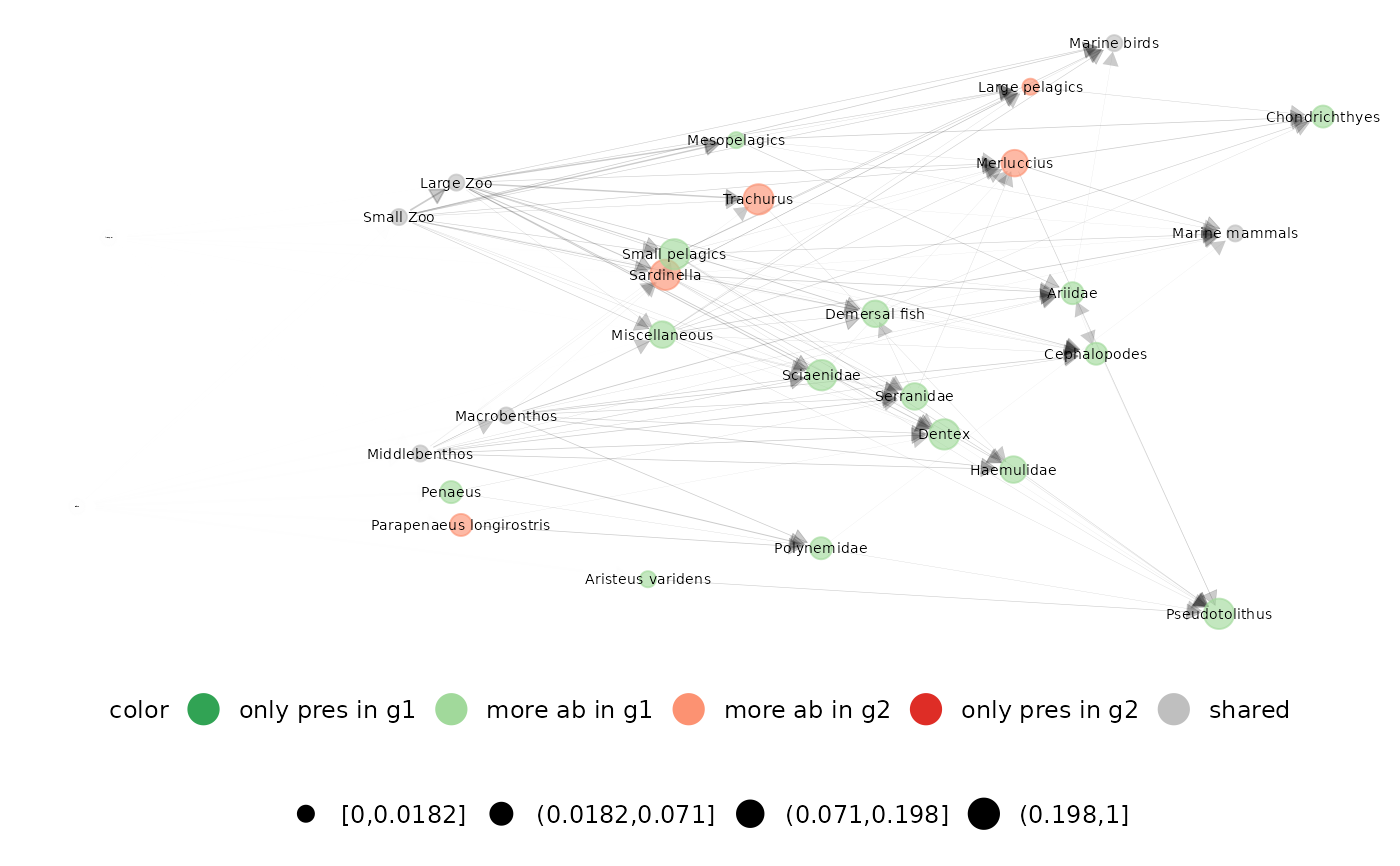 Marine birds
Large pelagics
Chondrichthyes
Mesopelagics
Merluccius
Large Zoo
Trachurus
Small Zoo
Marine mammals
Small pelagics
Sardinella
Ariidae
Demersal fish
Miscellaneous
Cephalopodes
Sciaenidae
Serranidae
Macrobenthos
Dentex
Middlebenthos
Haemulidae
Penaeus
Parapenaeus longirostris
Polynemidae
Aristeus varidens
Pseudotolithus
color only pres in g1 more ab in g1 more ab in g2 only pres in g2 shared
[0,0.0182] (0.0182,0.071] (0.071,0.198] (0.198,1]